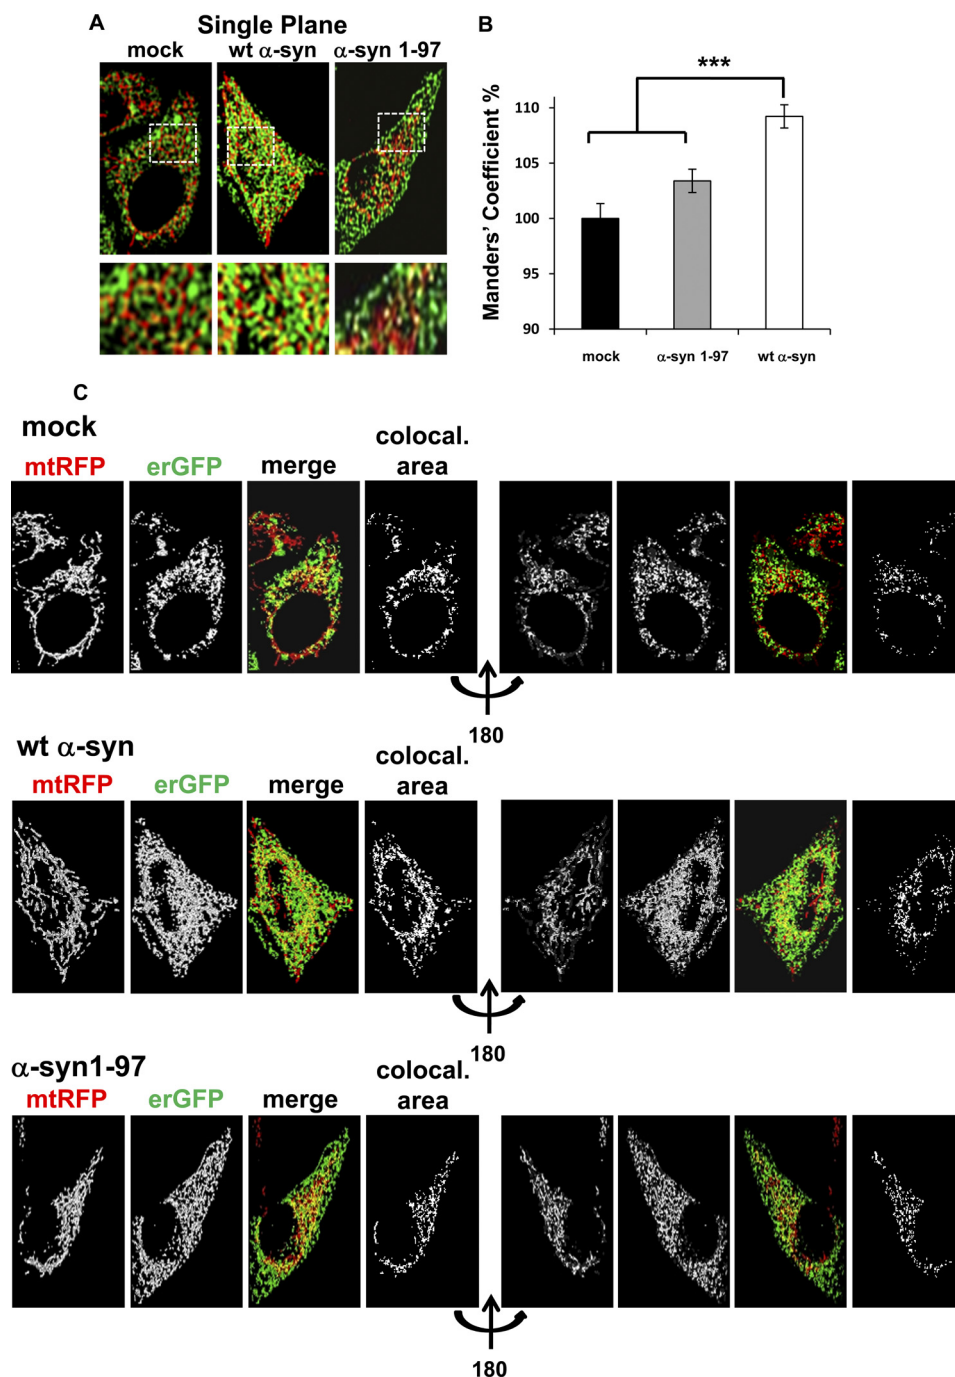 A
Single Plane
mock wt α-syn α-syn 1-97
B
***
Manders' Coefficient %
110
105
100
95
90
mock α-syn 1-97 wt α-syn
C
mock
mtRFP erGFP merge colocal.
area
180
wt α-syn
mtRFP erGFP merge colocal.
area
180
α-syn1-97
mtRFP erGFP merge colocal.
area
180